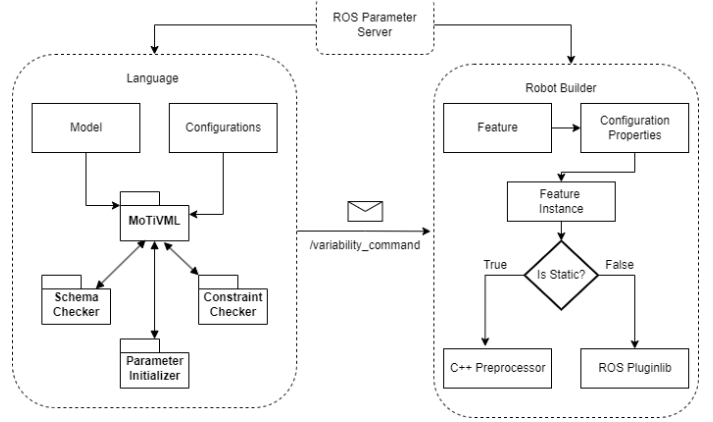 ROS Parameter
Server
Language
Model
Configurations
MoTiVML
Schema
Checker
Constraint
Checker
Parameter
Initializer
/variability_command
Robot Builder
Feature
Configuration
Properties
Feature
Instance
Is Static?
True
False
C++ Preprocessor
ROS Pluginlib